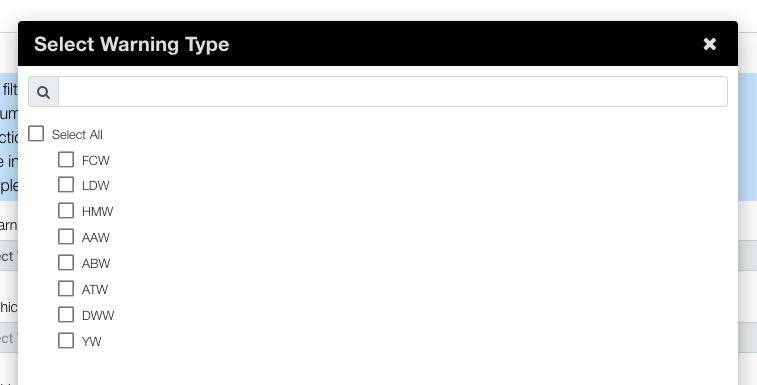 Select Warning Type
Select All
FCW
LDW
HMW
AAW
ABW
ATW
DWW
YW